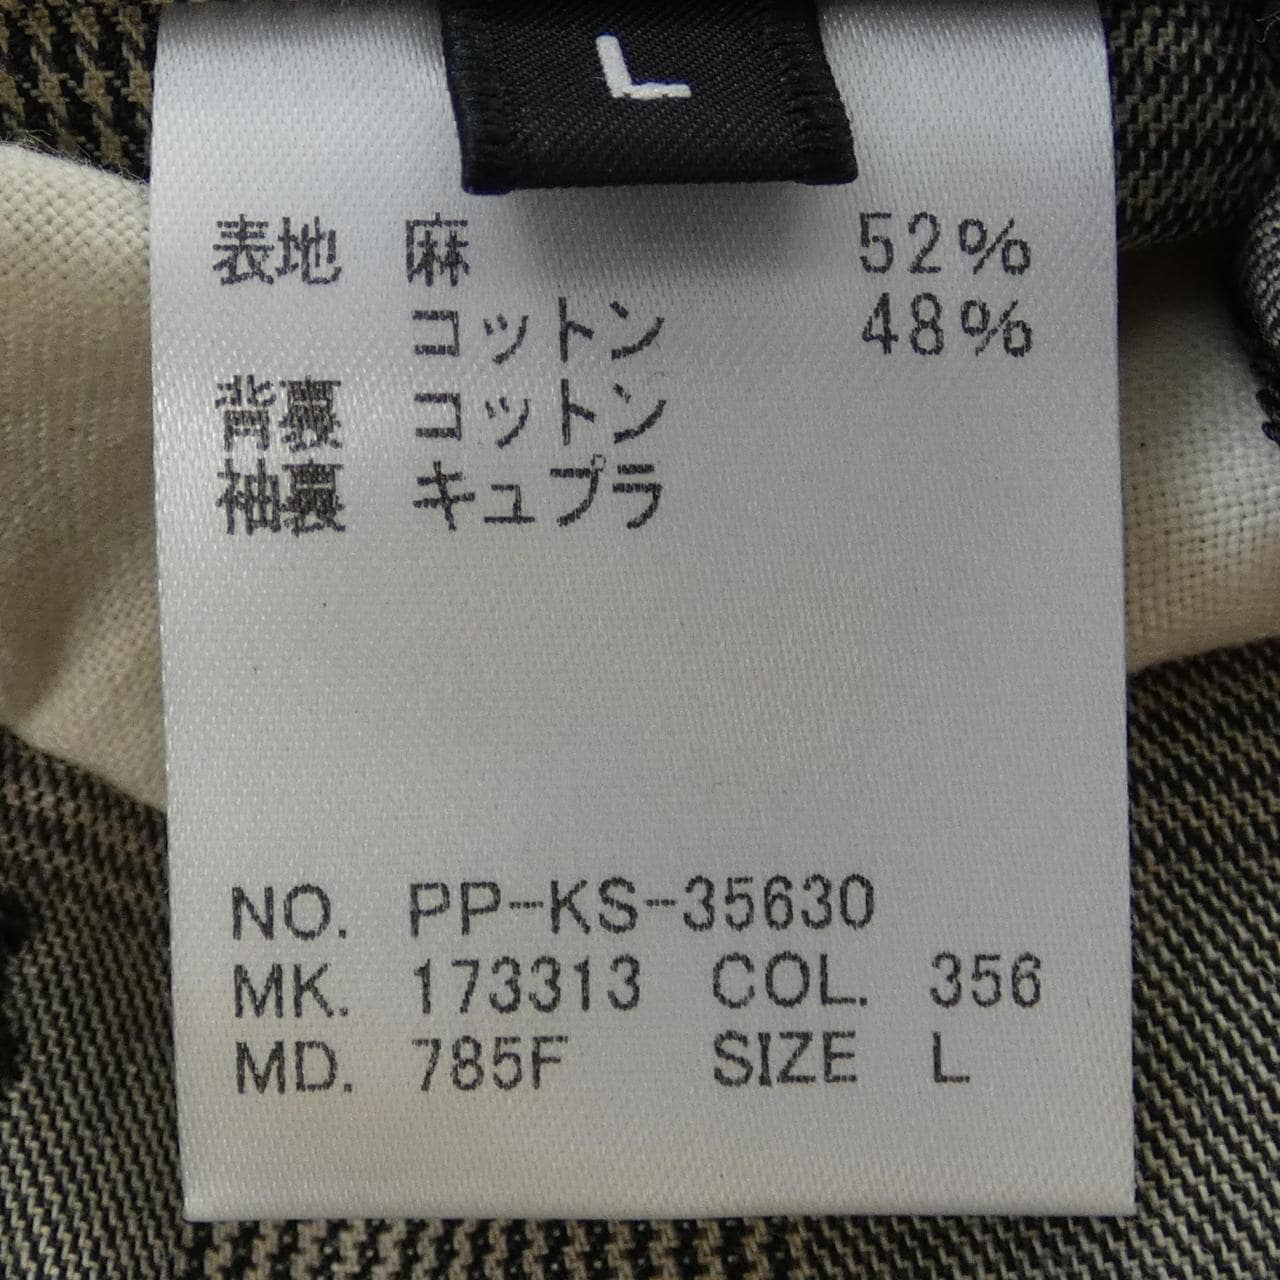 L
表地 麻 52%
コットン 48%
背裏 コットン
袖裏 キュプラ
NO. PP-KS-35630
MK. 173313 COL. 356
MD. 785F SIZE L